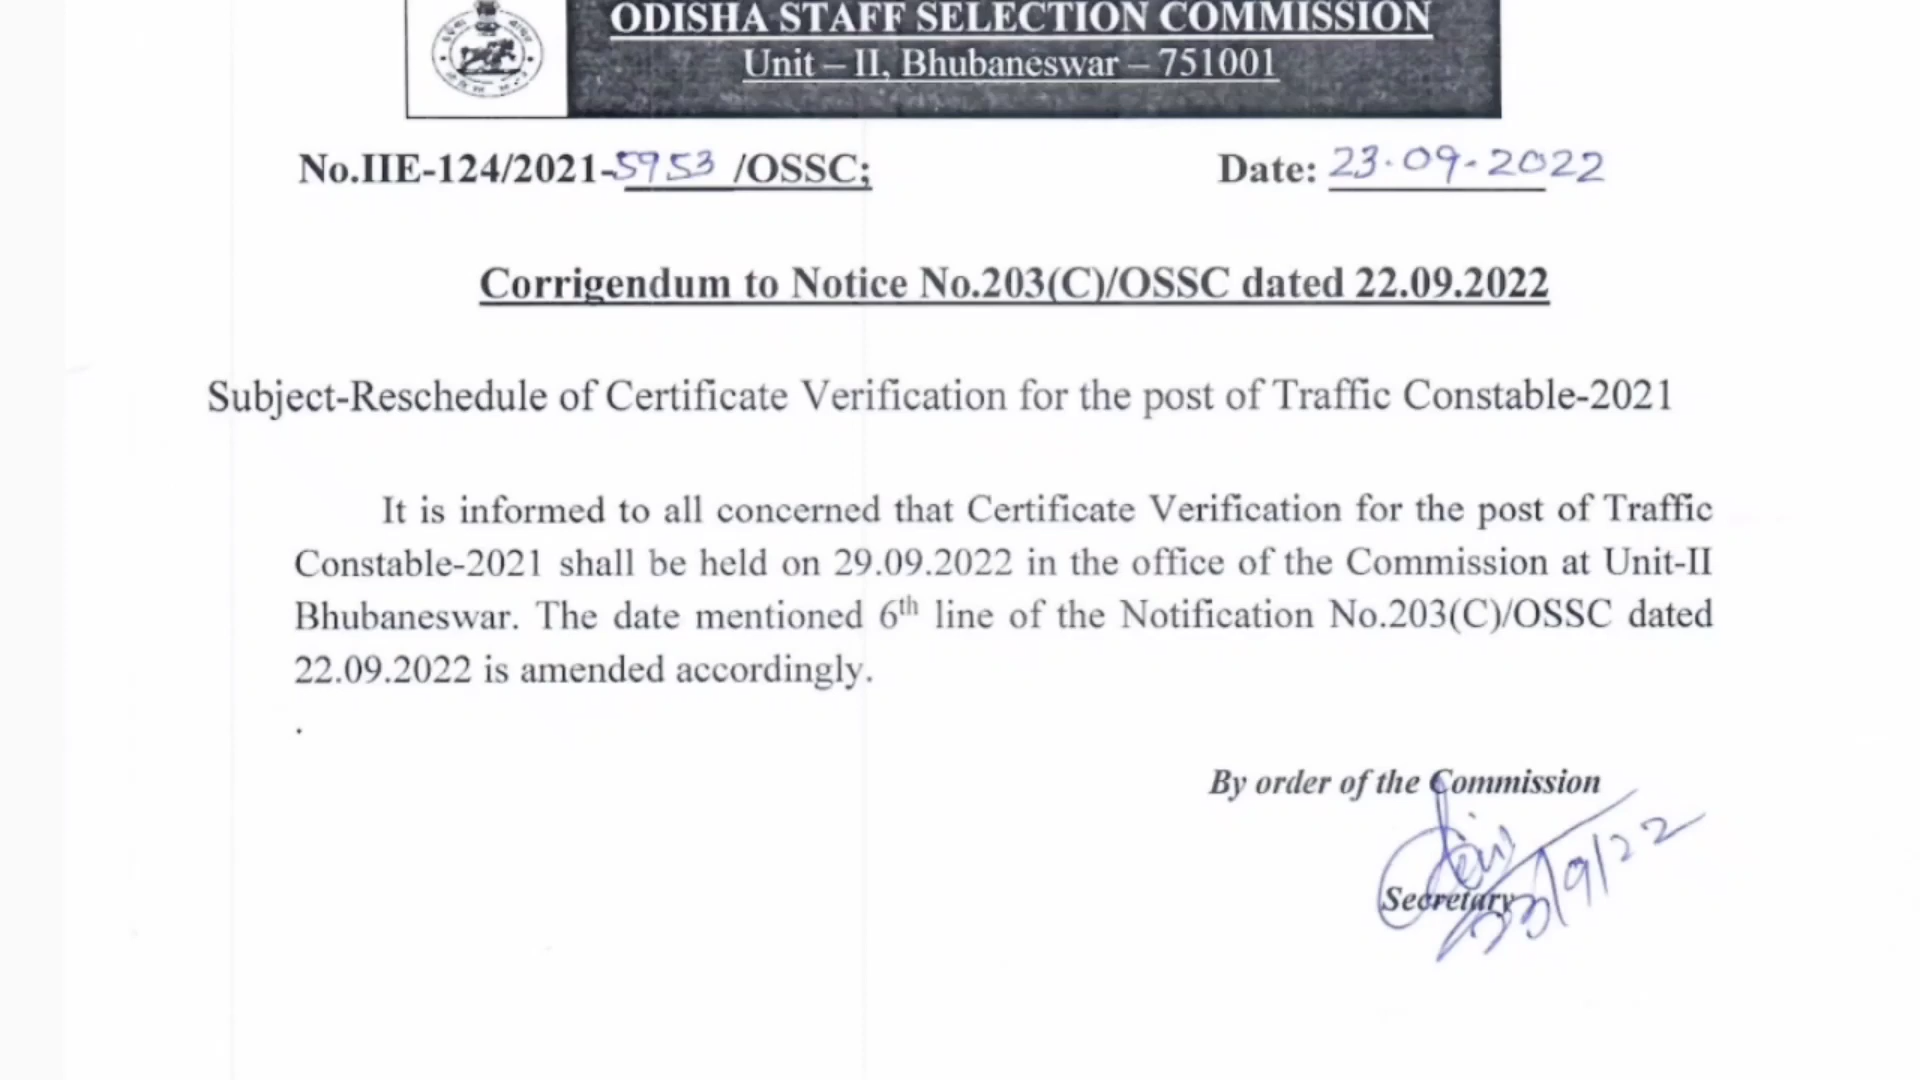 ODISHA STAFF SELECTION COMMISSION
Unit – II, Bhubaneswar – 751001
No.IIE-124/2021-5953 /OSSC;
Date: 23.09.2022
Corrigendum to Notice No.203(C)/OSSC dated 22.09.2022
Subject-Reschedule of Certificate Verification for the post of Traffic Constable-2021
It is informed to all concerned that Certificate Verification for the post of Traffic
Constable-2021 shall be held on 29.09.2022 in the office of the Commission at Unit-II
Bhubaneswar. The date mentioned 6th line of the Notification No.203(C)/OSSC dated
22.09.2022 is amended accordingly.
.
By order of the Commission
Secretary
23/9/22